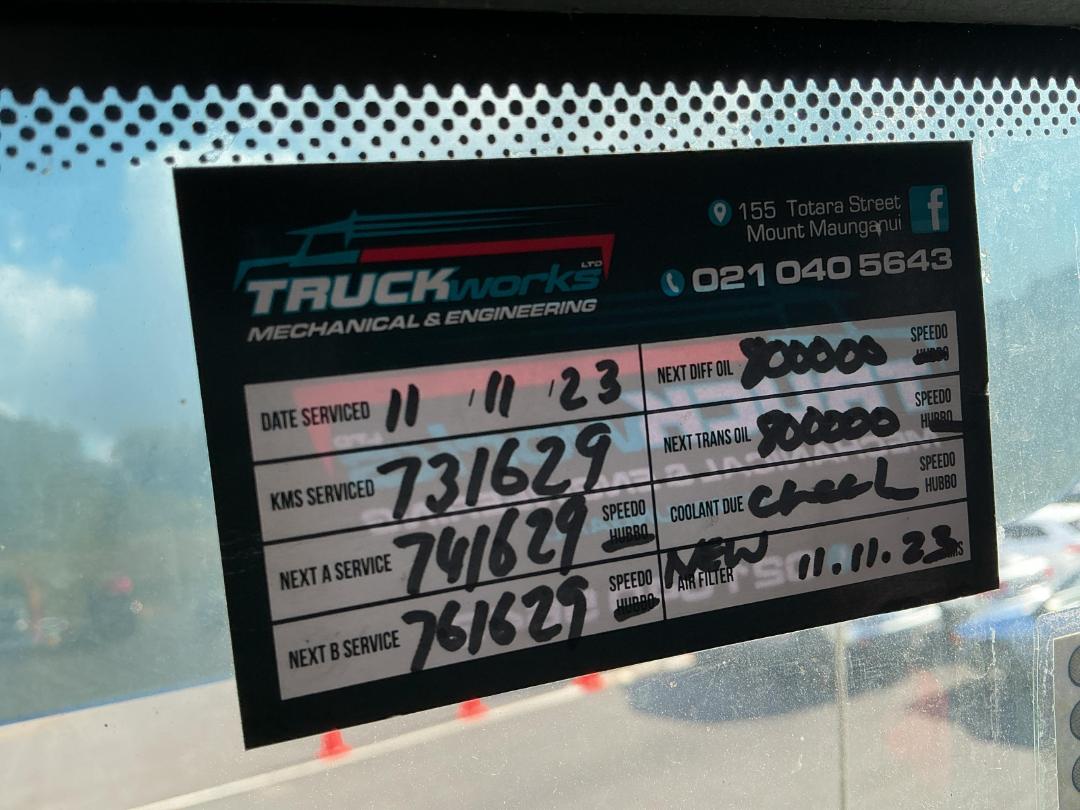 TRUCKworks LTD
MECHANICAL & ENGINEERING
155 Totara Street
Mount Maunganui
f
021 040 5643
DATE SERVICED 11 / 11 / 23
KMS SERVICED 731629
NEXT A SERVICE 741629 SPEEDO HUBBO
NEXT B SERVICE 761629 SPEEDO HUBBO
NEXT DIFF OIL 800000 SPEEDO HUBBO
NEXT TRANS OIL 800000 SPEEDO HUBBO
COOLANT DUE Check SPEEDO HUBBO
NEW
AIR FILTER 11.11.23